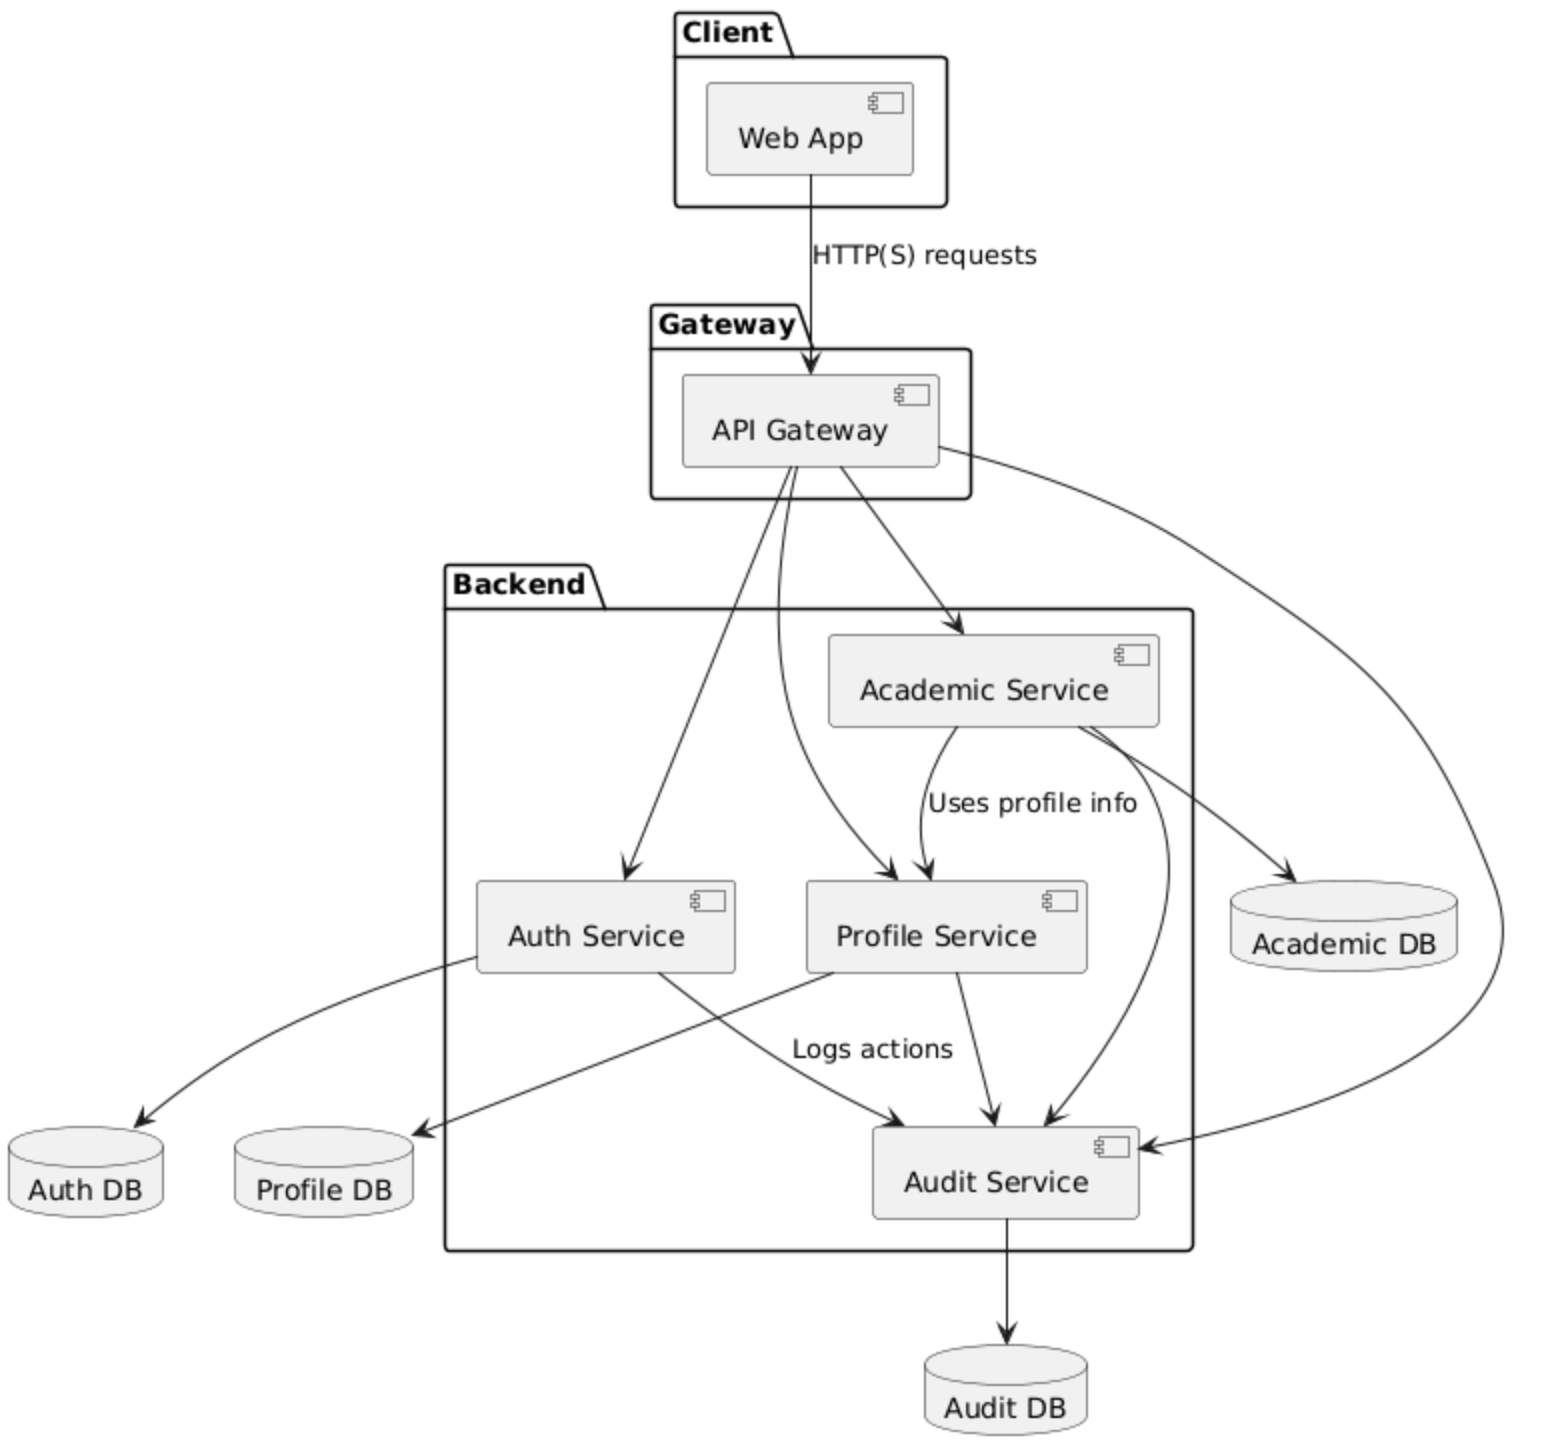 Client
Web App
HTTP(S) requests
Gateway
API Gateway
Backend
Academic Service
Uses profile info
Auth Service
Profile Service
Academic DB
Logs actions
Auth DB
Profile DB
Audit Service
Audit DB